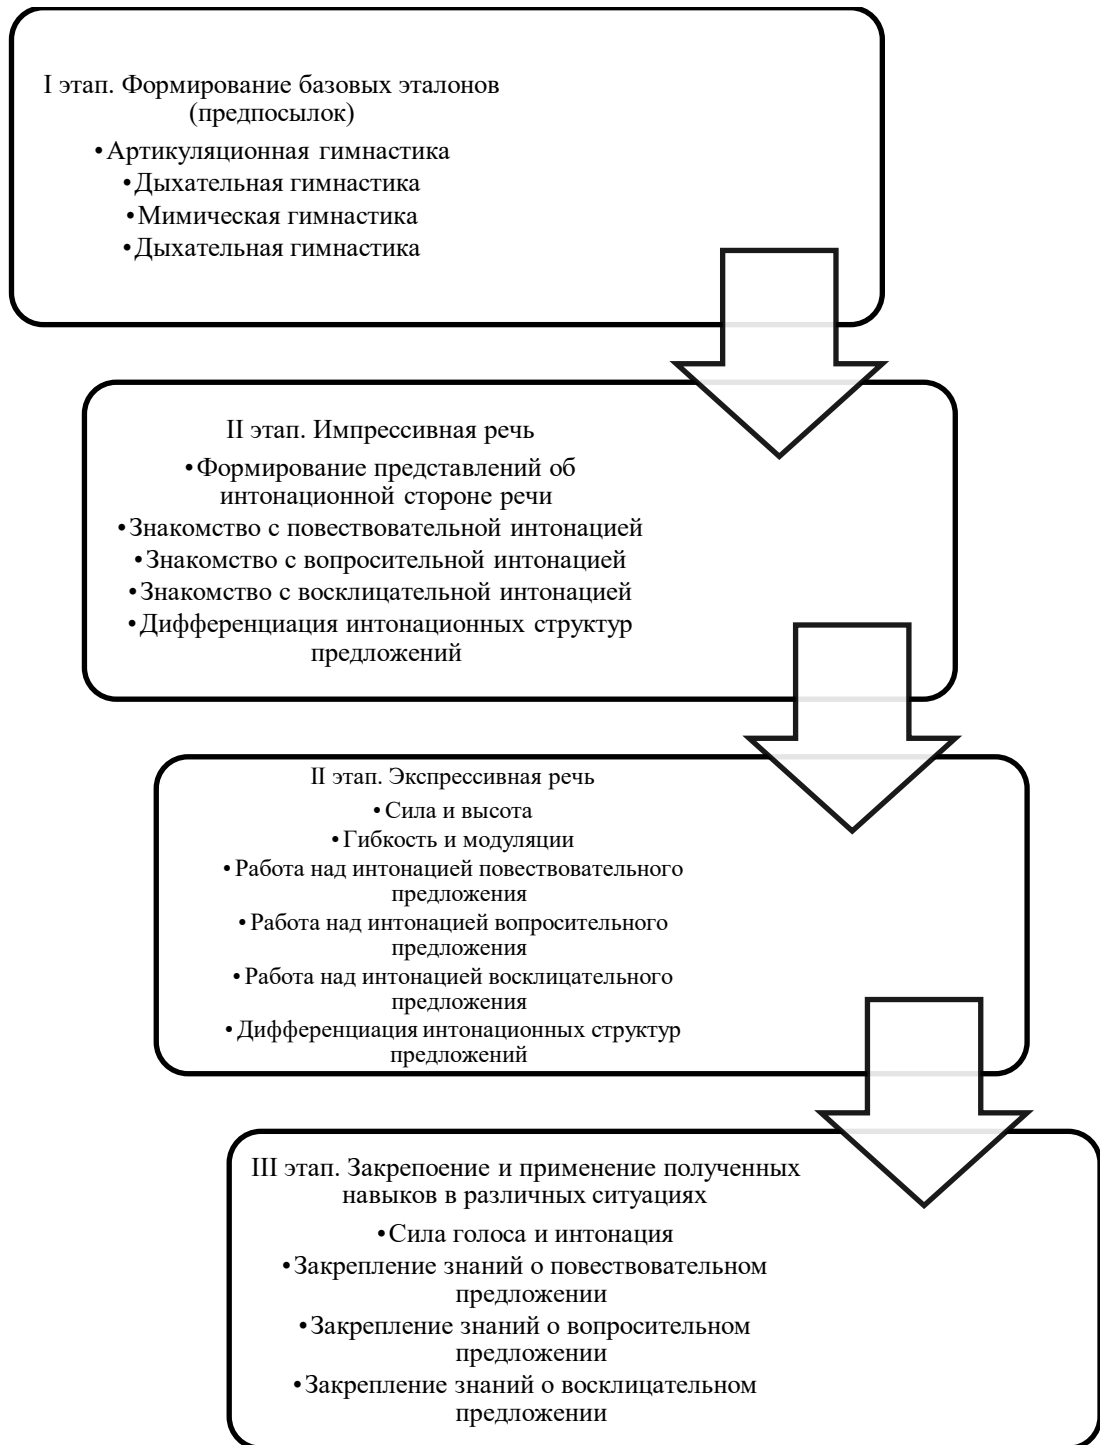 I этап. Формирование базовых эталонов
(предпосылок)
•Артикуляционная гимнастика
•Дыхательная гимнастика
•Мимическая гимнастика
•Дыхательная гимнастика
II этап. Импрессивная речь
•Формирование представлений об
интонационной стороне речи
•Знакомство с повествовательной интонацией
•Знакомство с вопросительной интонацией
•Знакомство с восклицательной интонацией
•Дифференциация интонационных структур
предложений
II этап. Экспрессивная речь
•Сила и высота
•Гибкость и модуляции
•Работа над интонацией повествовательного
предложения
•Работа над интонацией вопросительного
предложения
•Работа над интонацией восклицательного
предложения
•Дифференциация интонационных структур
предложений
III этап. Закрепоение и применение полученных
навыков в различных ситуациях
•Сила голоса и интонация
•Закрепление знаний о повествовательном
предложении
•Закрепление знаний о вопросительном
предложении
•Закрепление знаний о восклицательном
предложении